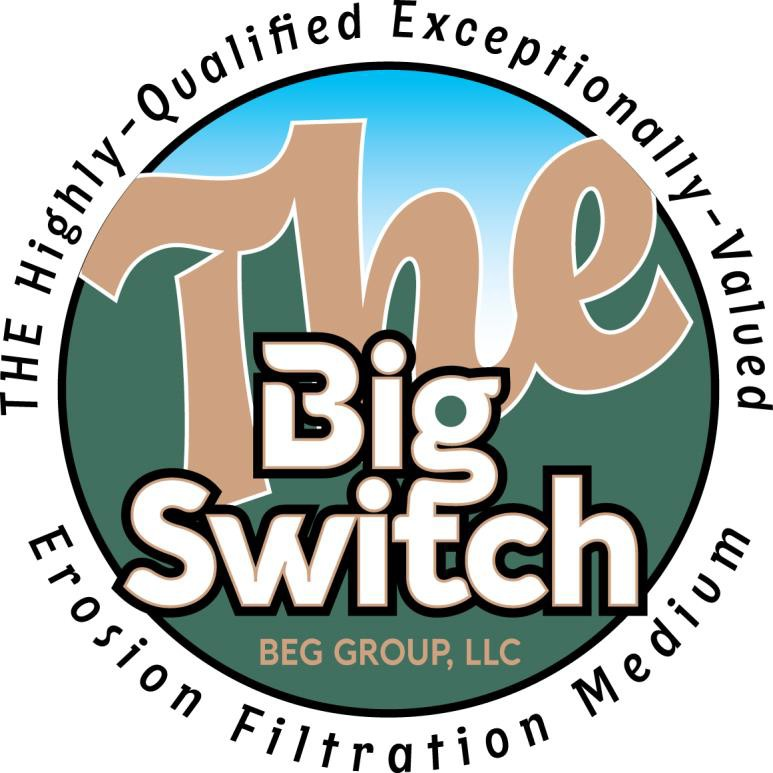 THE Highly-Qualified Exceptionally-Valued
The
Big
Switch
BEG GROUP, LLC
Erosion Filtration Medium